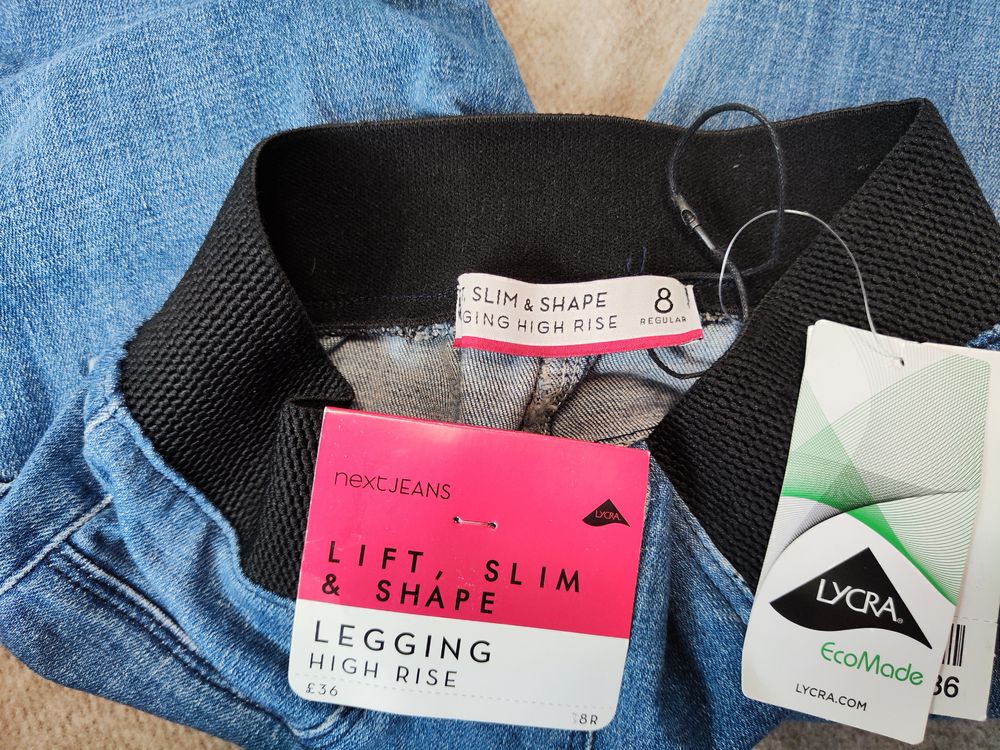 , SLIM & SHAPE
GING HIGH RISE
8
REGULAR
nextJEANS
LYCRA
LIFT, SLIM
& SHAPE
LEGGING
HIGH RISE
£36
8R
LYCRA®
EcoMade
LYCRA.COM
36